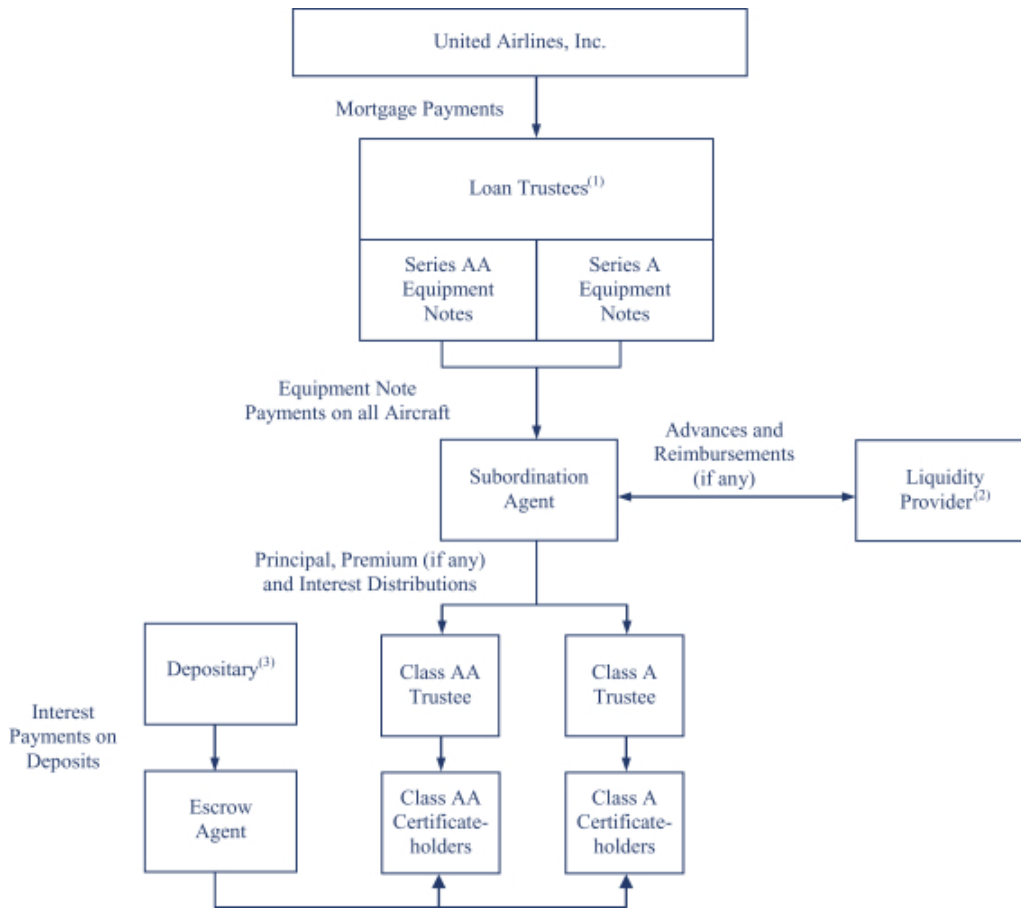 United Airlines, Inc.
Mortgage Payments
Loan Trustees(1)
Series AA
Equipment
Notes
Series A
Equipment
Notes
Equipment Note
Payments on all Aircraft
Advances and
Reimbursements
(if any)
Subordination
Agent
Liquidity
Provider(2)
Principal, Premium (if any)
and Interest Distributions
Depositary(3)
Class AA
Trustee
Class A
Trustee
Interest
Payments on
Deposits
Escrow
Agent
Class AA
Certificate-
holders
Class A
Certificate-
holders